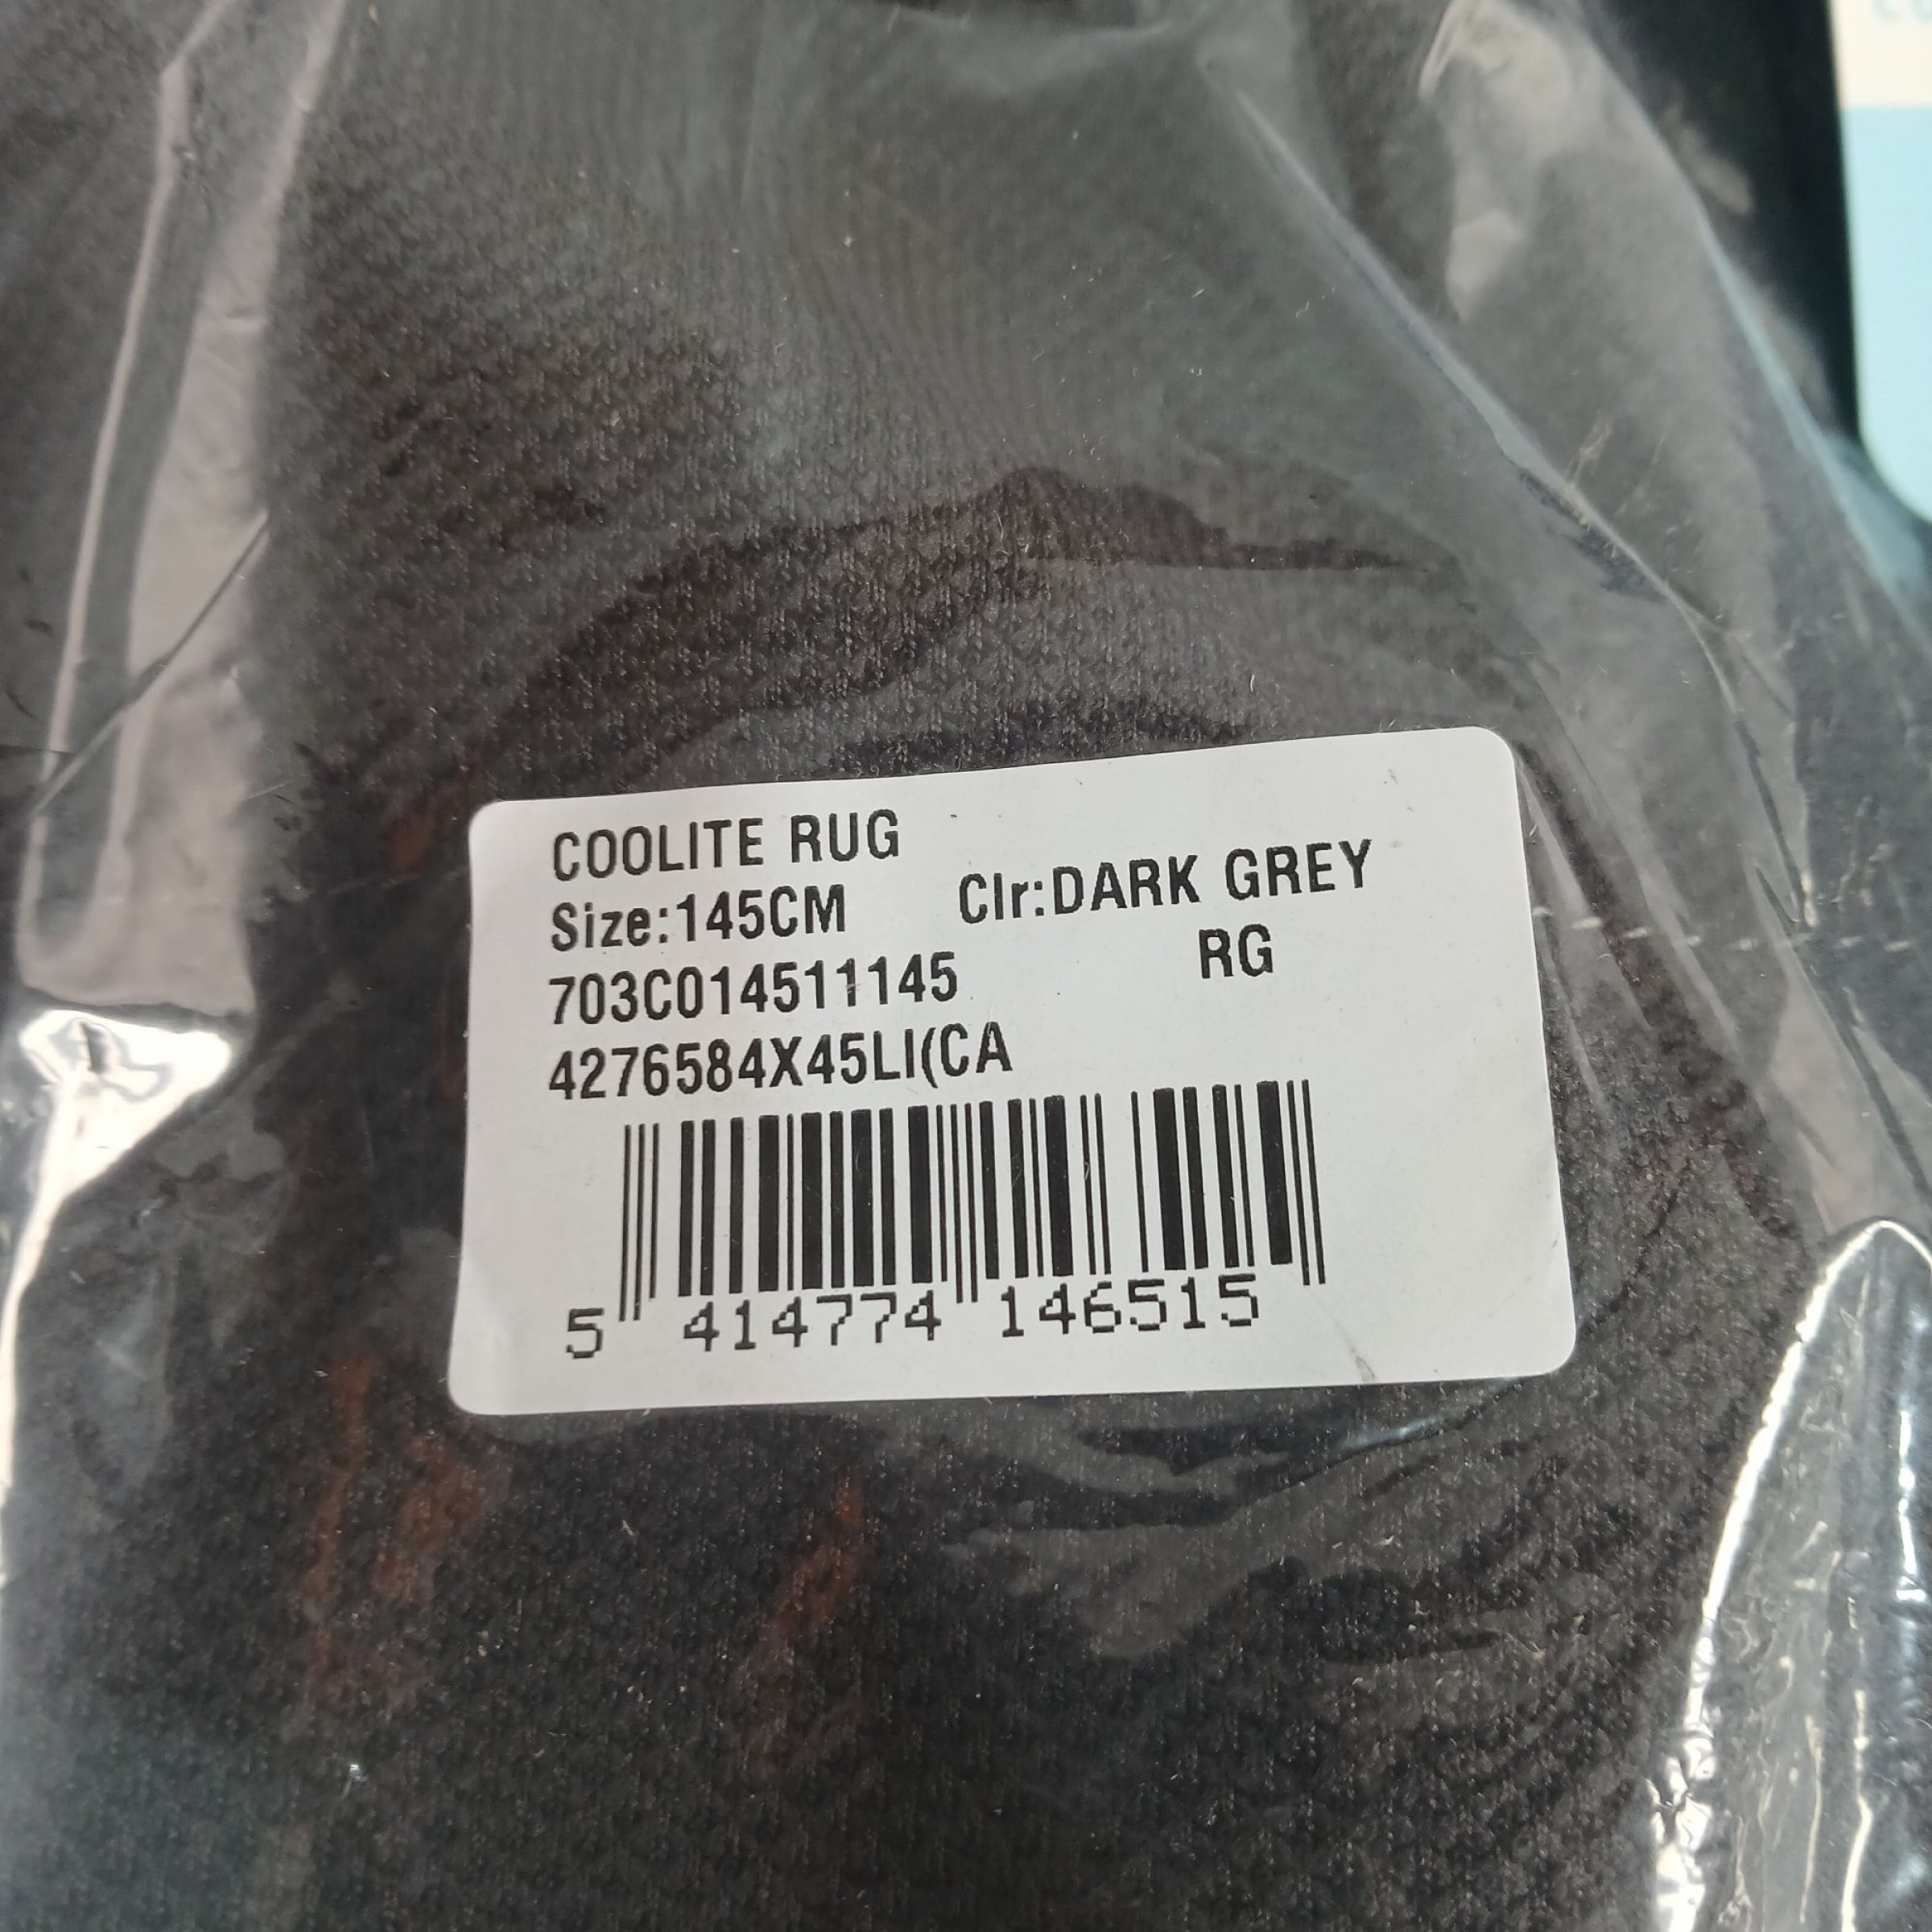 COOLITE RUG
Size:145CM Clr:DARK GREY
703C014511145 RG
4276584X45LI(CA
5 414774 146515